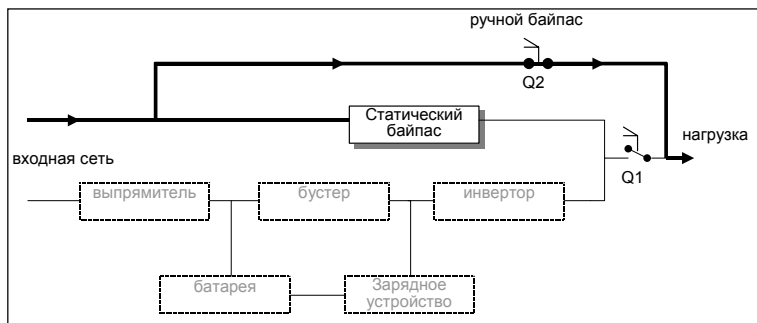 ручной байпас
Q2
Статический
байпас
нагрузка
входная сеть
Q1
выпрямитель
бустер
инвертор
батарея
Зарядное
устройство